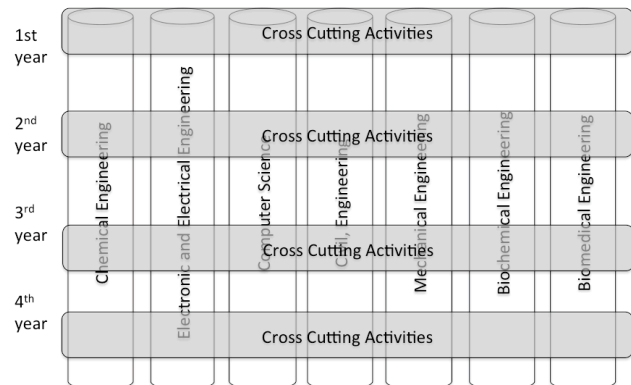 1st
year
Cross Cutting Activities
2nd
year
Cross Cutting Activities
3rd
year
Cross Cutting Activities
4th
year
Cross Cutting Activities
Chemical Engineering
Electronic and Electrical Engineering
Computer Science
Civil, Engineering
Mechanical Engineering
Biochemical Engineering
Biomedical Engineering